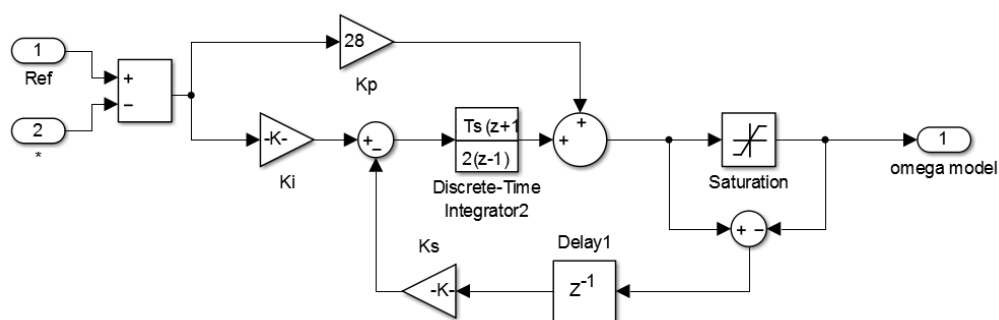 28
Kp
1
Ref
+
−
2
*
-K-
Ki
+
−
Ts (z+1
2(z-1)
Discrete-Time
Integrator2
+
+
Saturation
1
omega model
+ −
Ks
-K-
Delay1
z-1